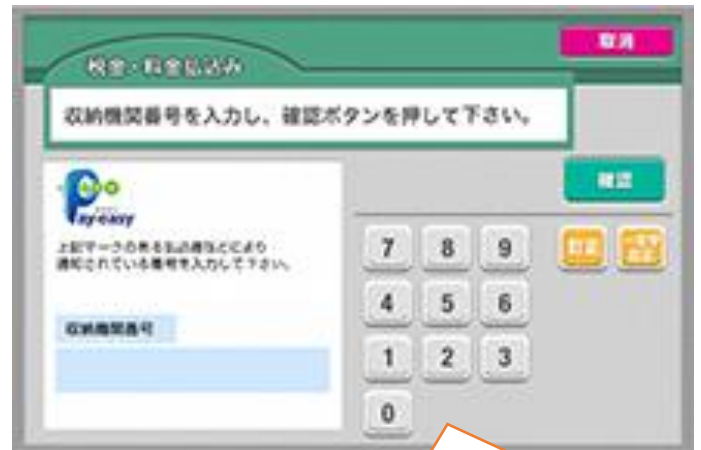 取消
税金・料金払込み
収納機関番号を入力し、確認ボタンを押して下さい。
Pay-easy
確認
上記マークのある払込書などにより
通知されている番号を入力して下さい。
7 8 9
訂正
4 5 6
収納機関番号
1 2 3
0